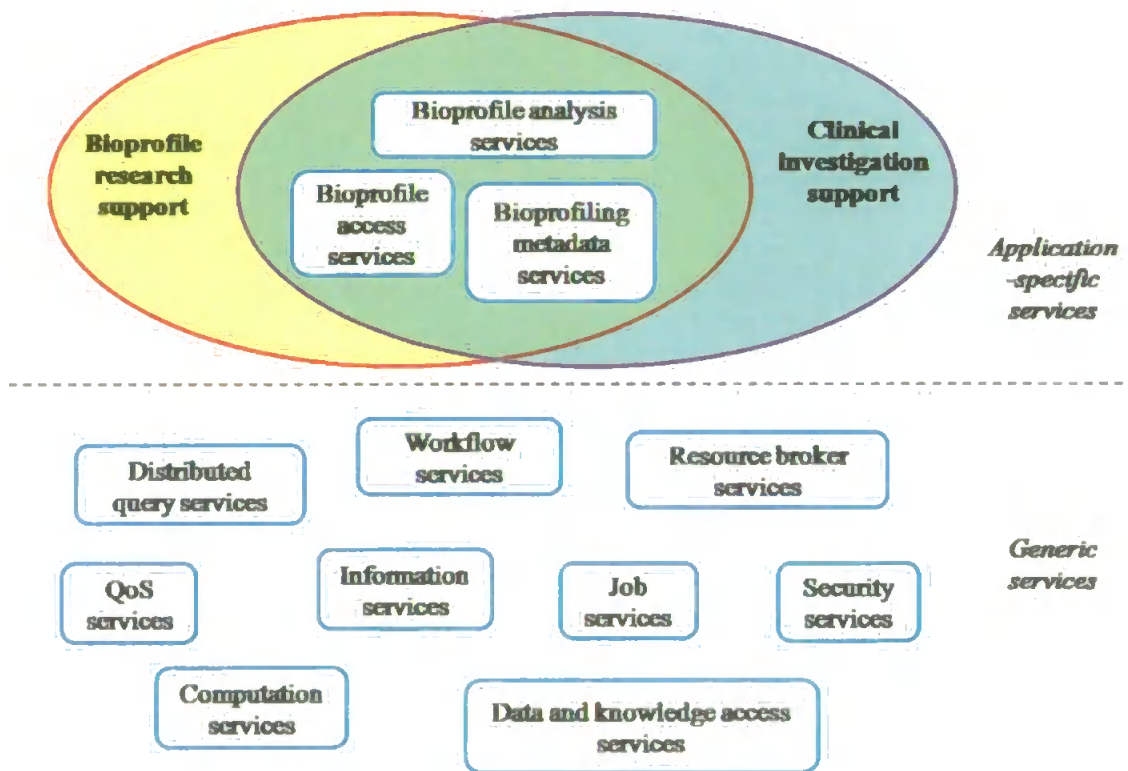 Bioprofile
research
support
Bioprofile analysis
services
Bioprofile
access
services
Bioprofiling
metadata
services
Clinical
investigation
support
Application
-specific
services
Distributed
query services
Workflow
services
Resource broker
services
QoS
services
Information
services
Job
services
Security
services
Generic
services
Computation
services
Data and knowledge access
services